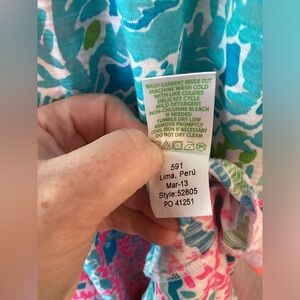 WASH GARMENT INSIDE OUT
MACHINE WASH COLD
WITH LIKE COLORS
DELICATE CYCLE
MILD DETERGENT
NON-CHLORINE BLEACH
IF NEEDED
TUMBLE DRY LOW
REMOVE PROMPTLY
COOL IRON IF NECESSARY
DO NOT DRY CLEAN
591
Lima, Perú
Mar-13
Style:52805
PO 41251